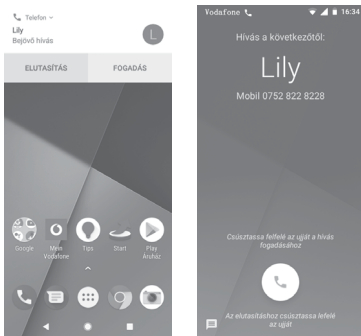 Telefon
Lily
Bejövő hívás
L
ELUTASÍTÁS
FOGADÁS
Google
Mein Vodafone
Tips
Start
Play Áruház
Vodafone
16:34
Hívás a következőtől:
Lily
Mobil 0752 822 8228
Csúsztassa felfelé az ujját a hívás
fogadásához
Az elutasításhoz csúsztassa lefelé
az ujját